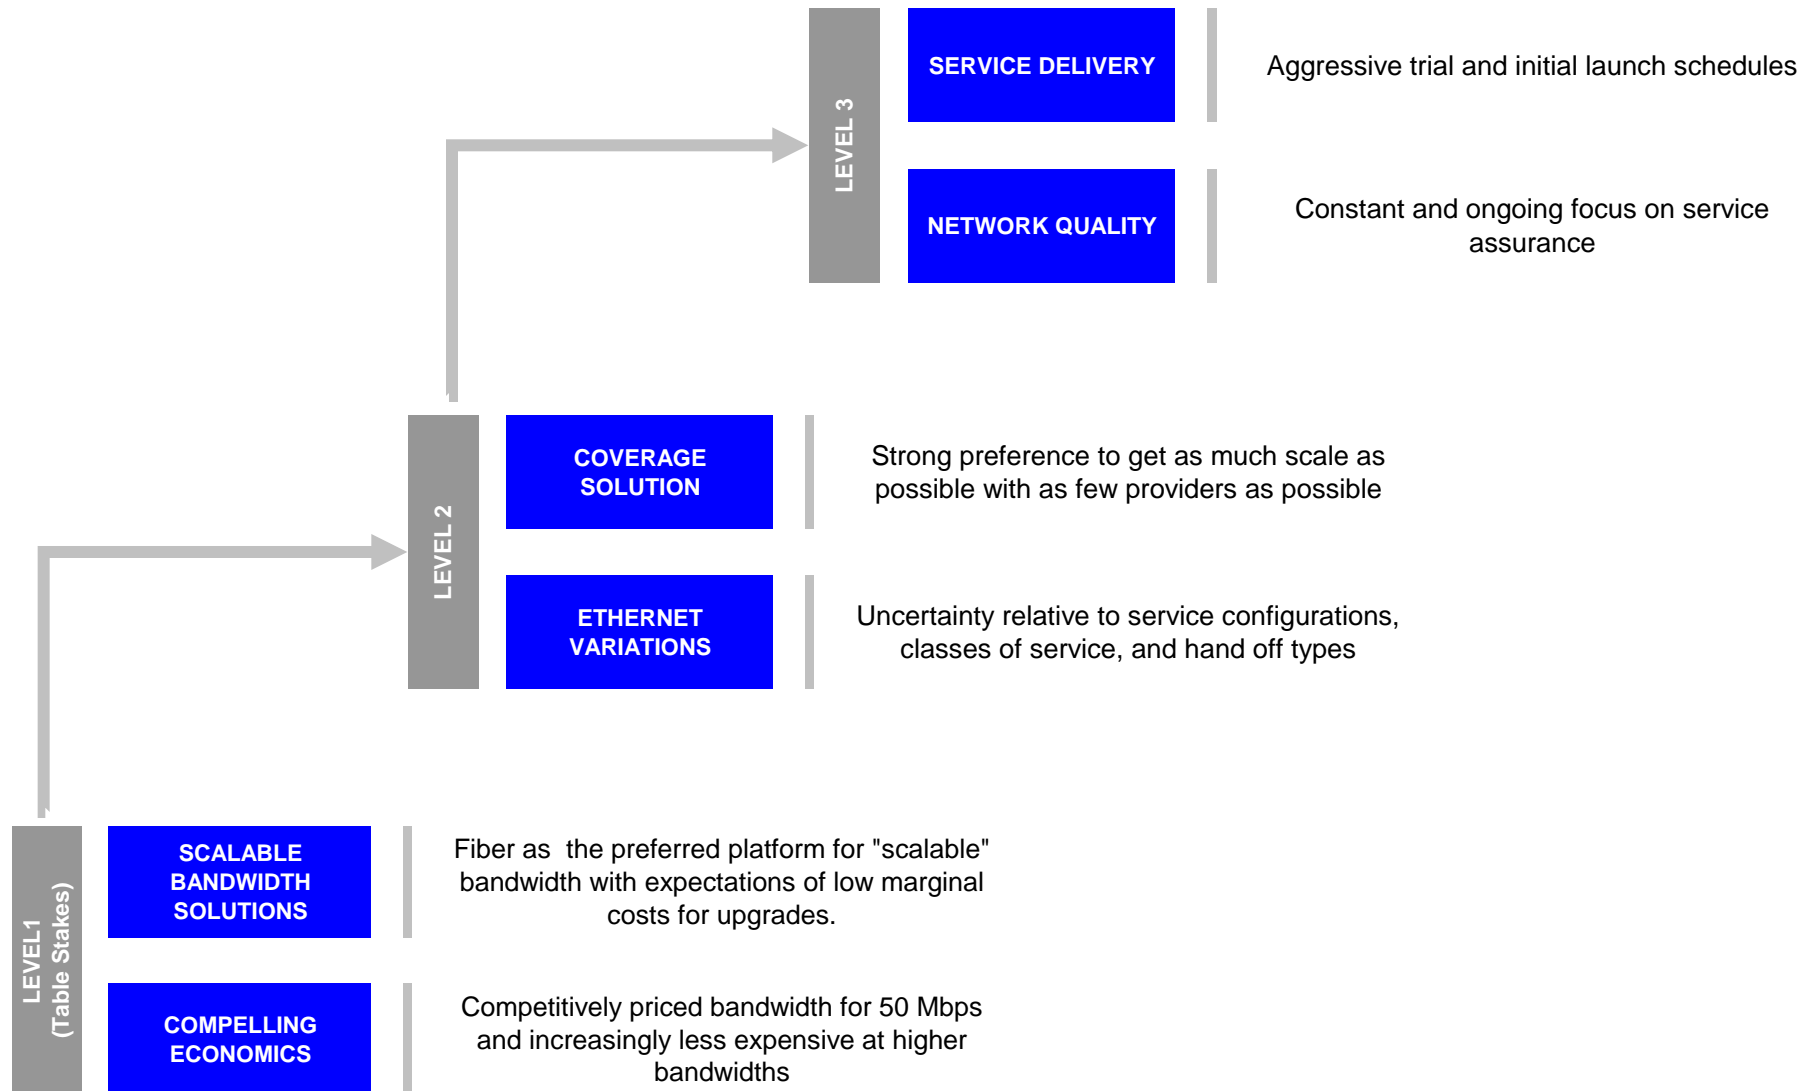 LEVEL 3
SERVICE DELIVERY
Aggressive trial and initial launch schedules
NETWORK QUALITY
Constant and ongoing focus on service
assurance
LEVEL 2
COVERAGE
SOLUTION
Strong preference to get as much scale as
possible with as few providers as possible
ETHERNET
VARIATIONS
Uncertainty relative to service configurations,
classes of service, and hand off types
LEVEL1
(Table Stakes)
SCALABLE
BANDWIDTH
SOLUTIONS
Fiber as  the preferred platform for "scalable"
bandwidth with expectations of low marginal
costs for upgrades.
COMPELLING
ECONOMICS
Competitively priced bandwidth for 50 Mbps
and increasingly less expensive at higher
bandwidths